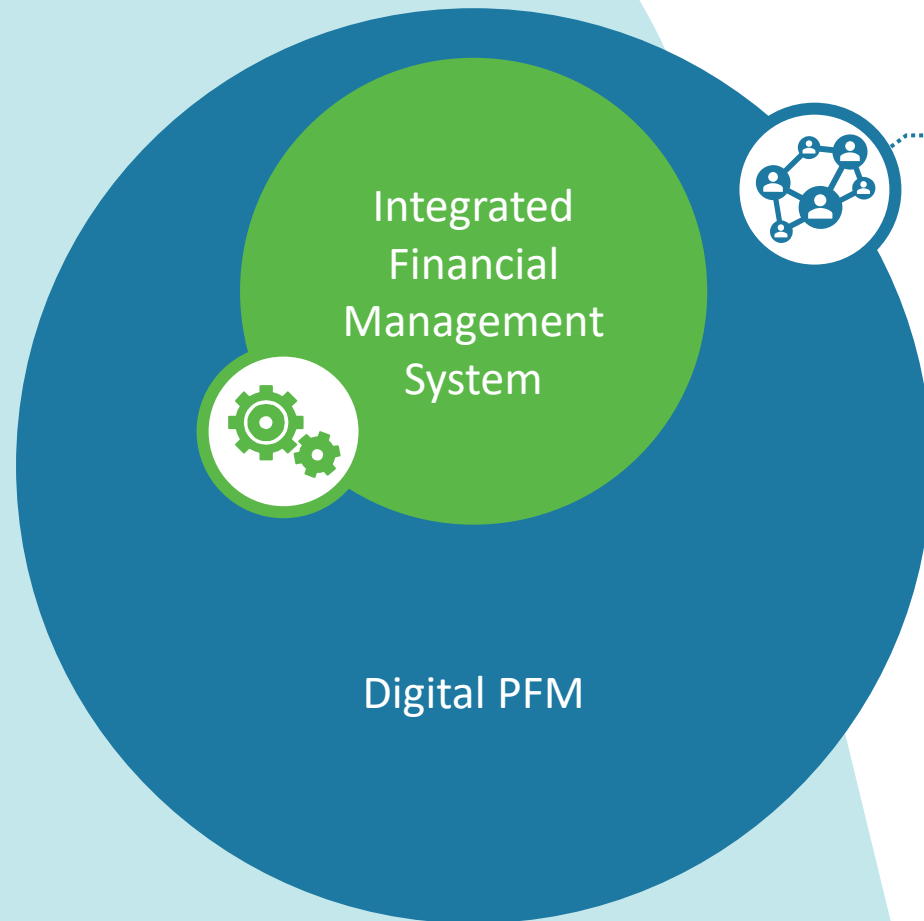 Integrated
Financial
Management
System
Digital PFM